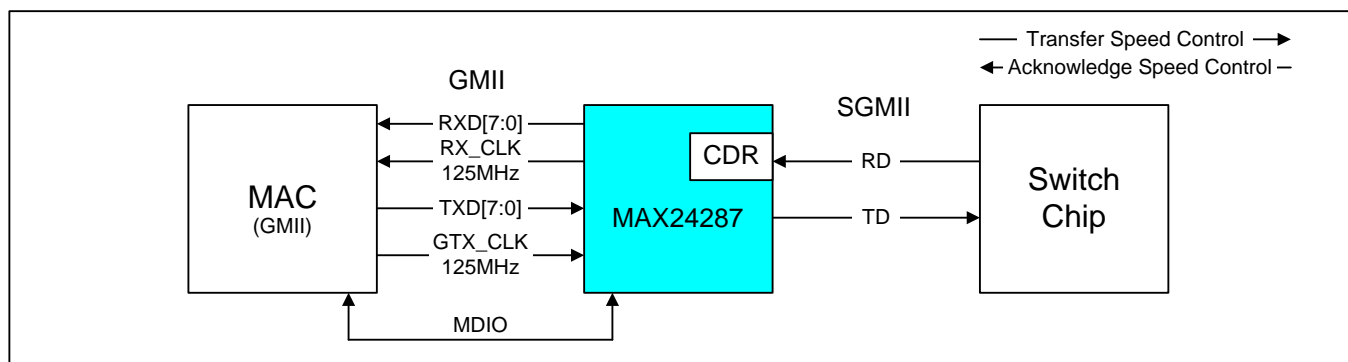 Transfer Speed Control
Acknowledge Speed Control
GMII
SGMII
RXD[7:0]
RX_CLK
125MHz
TXD[7:0]
GTX_CLK
125MHz
MAC
(GMII)
CDR
MAX24287
RD
TD
Switch
Chip
MDIO